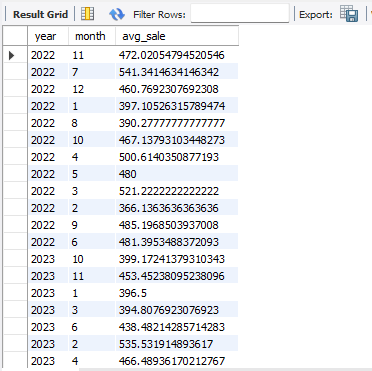 Result Grid Filter Rows: Export:
year month avg_sale
2022 11 472.02054794520546
2022 7 541.3414634146342
2022 12 460.7692307692308
2022 1 397.10526315789474
2022 8 390.27777777777777
2022 10 467.13793103448273
2022 4 500.6140350877193
2022 5 480
2022 3 521.2222222222222
2022 2 366.1363636363636
2022 9 485.1968503937008
2022 6 481.3953488372093
2023 10 399.17241379310343
2023 11 453.45238095238096
2023 1 396.5
2023 3 394.8076923076923
2023 6 438.48214285714283
2023 2 535.531914893617
2023 4 466.48936170212767